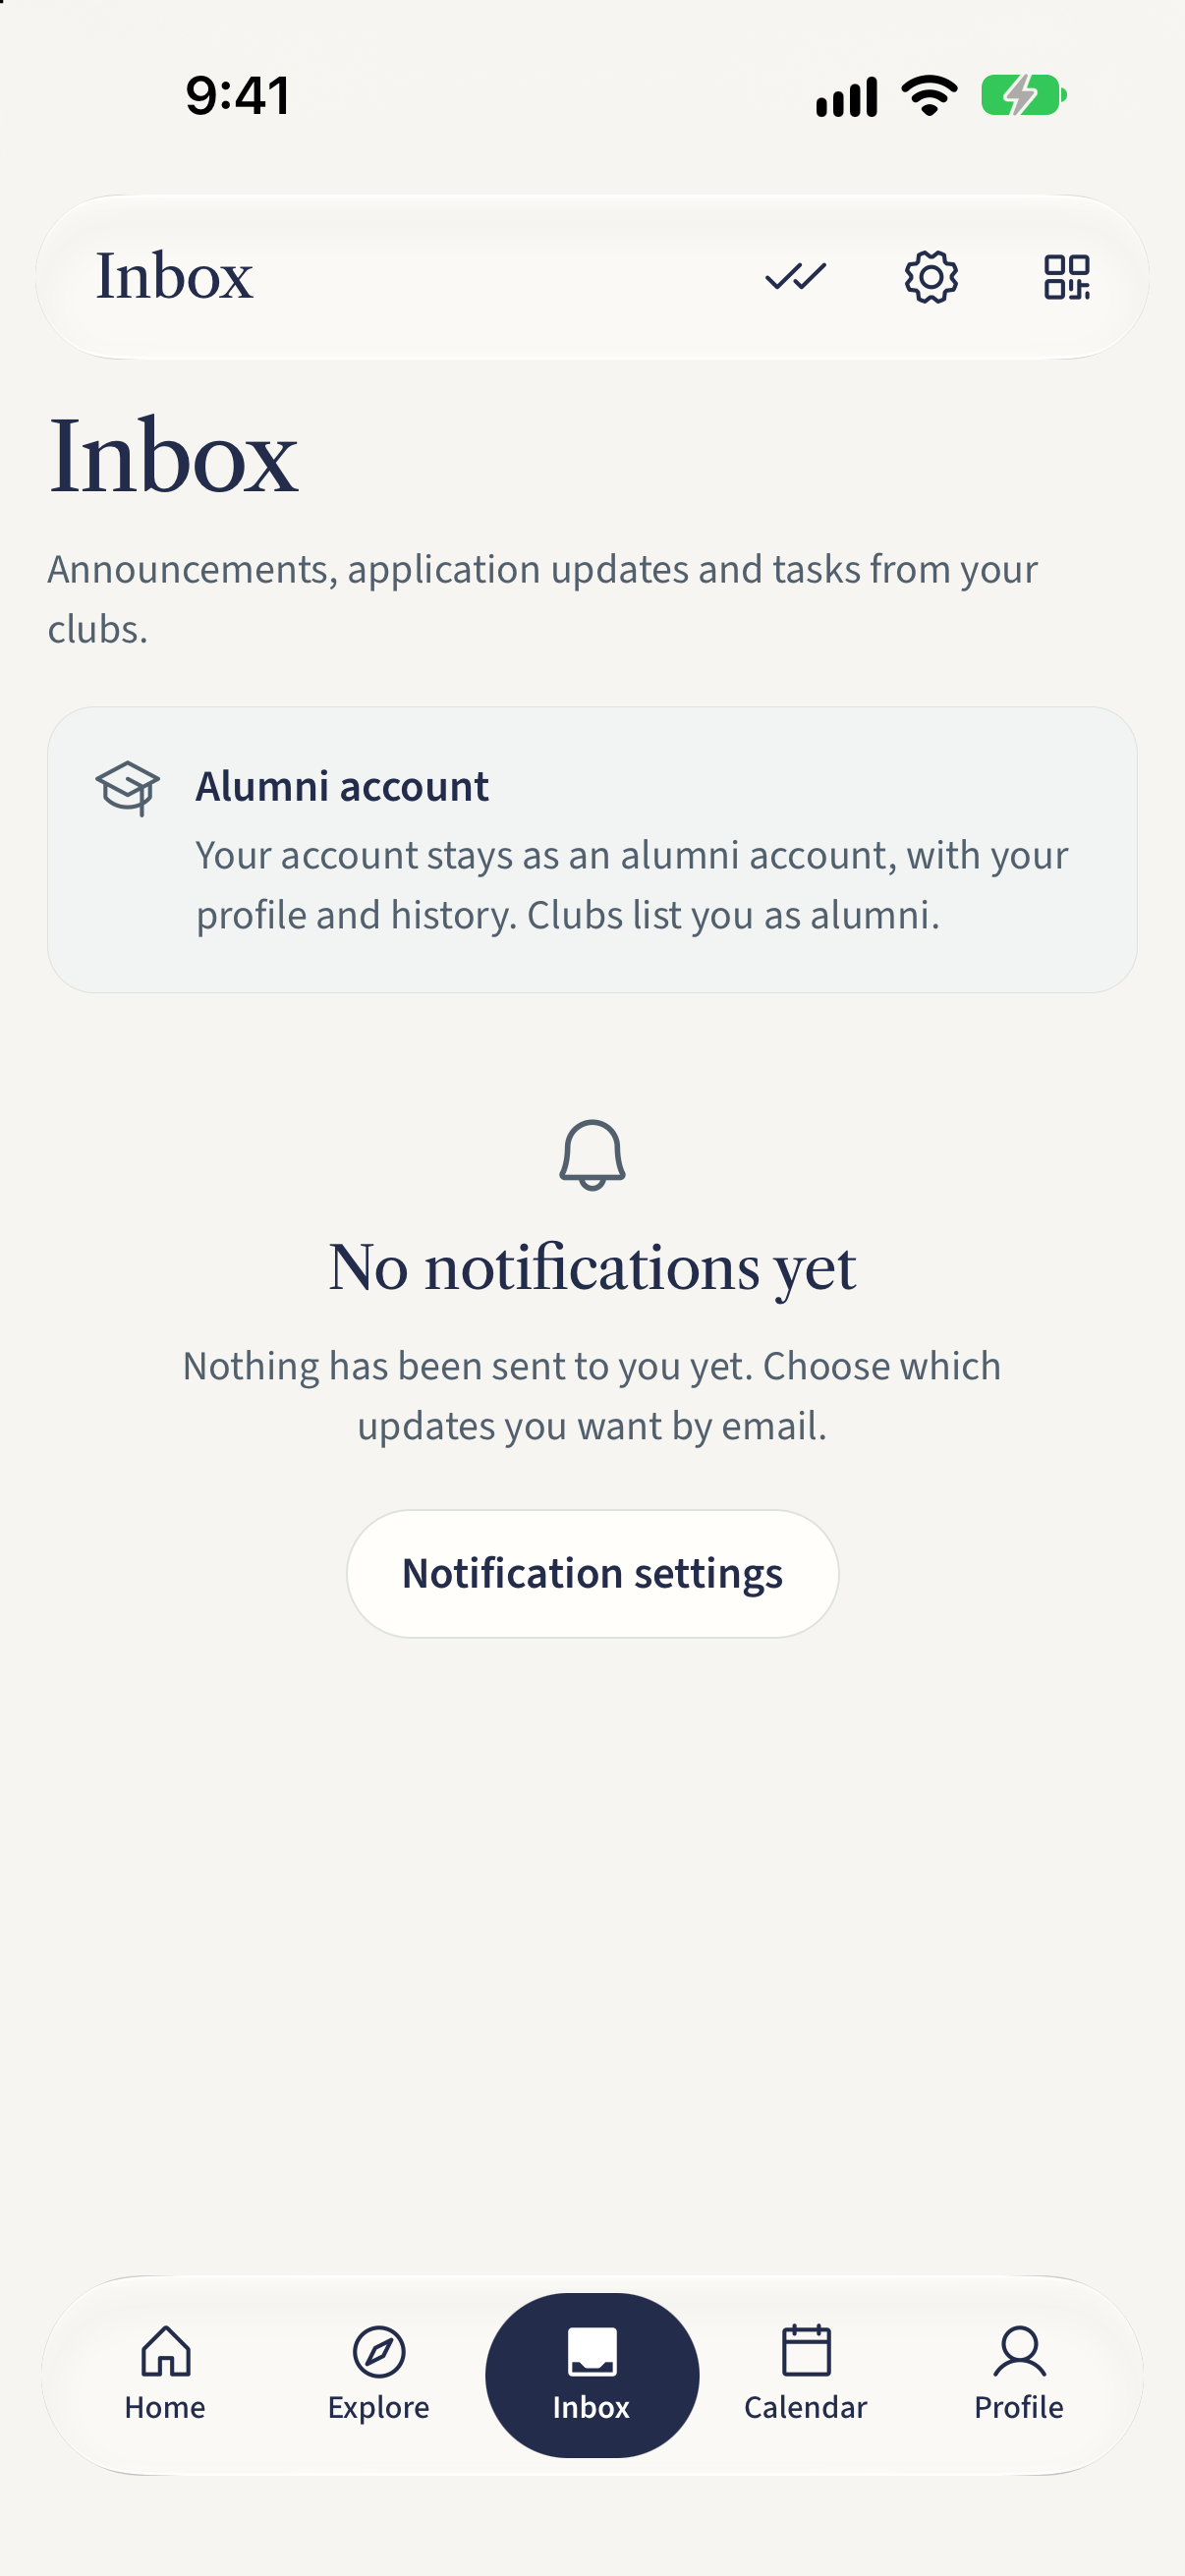 9:41
Inbox
Inbox
Announcements, application updates and tasks from your
clubs.
Alumni account
Your account stays as an alumni account, with your
profile and history. Clubs list you as alumni.
No notifications yet
Nothing has been sent to you yet. Choose which
updates you want by email.
Notification settings
Home
Explore
Inbox
Calendar
Profile